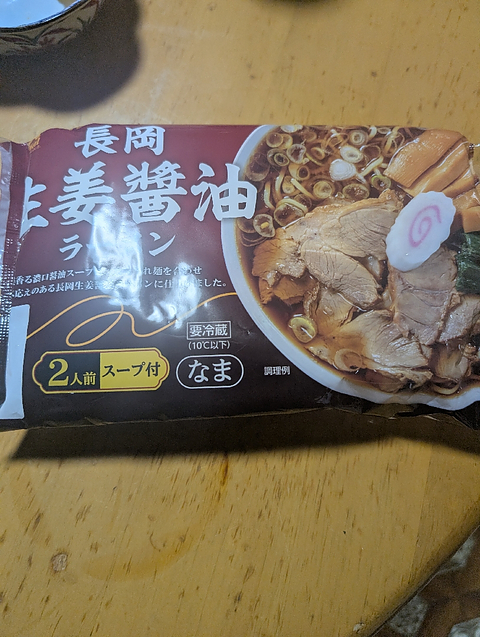 長岡
生姜醤油
ラーメン
香る濃口醤油スープ
応えのある長岡生姜
2人前
スープ付
要冷蔵
(10℃以下)
なま
調理例